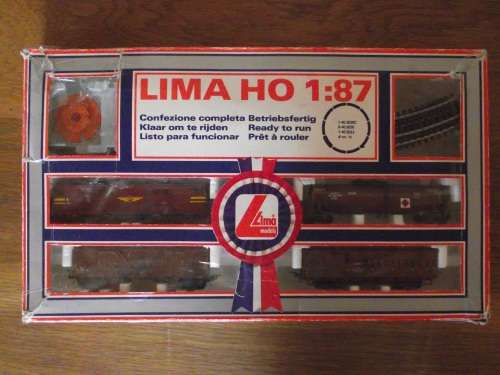 LIMA HO 1:87
Confezione completa Betriebsfertig
Klaar om te rijden Ready to run
Listo para funcionar Prêt à rouler
Lima
models